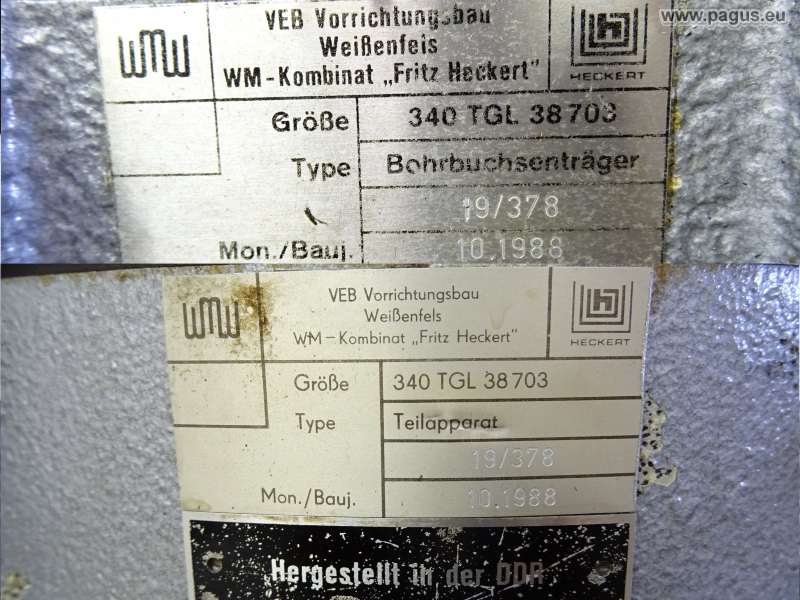 www.pagus.eu
WMW
VEB Vorrichtungsbau
Weißenfels
WM-Kombinat „Fritz Heckert"
HECKERT
Größe 340 TGL 38703
Type Bohrbuchsenträger
19/378
Mon./Bauj. 10.1988
WMW
VEB Vorrichtungsbau
Weißenfels
WM-Kombinat „Fritz Heckert"
HECKERT
Größe 340 TGL 38703
Type Teilapparat
19/378
Mon./Bauj. 10.1988
Hergestellt in der DDR